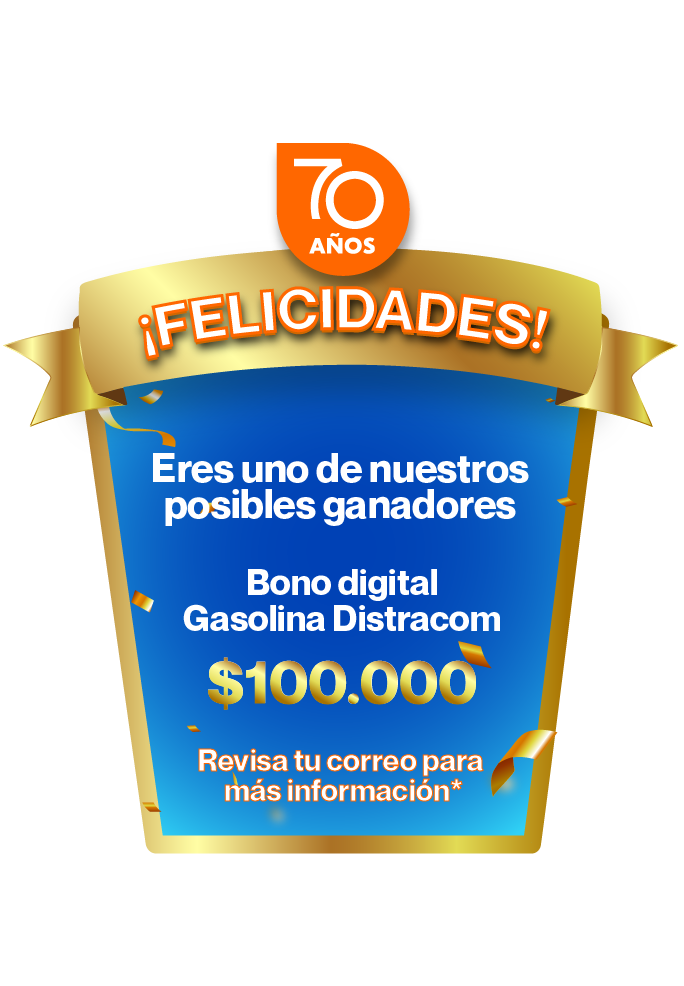 70
AÑOS
¡FELICIDADES!
Eres uno de nuestros
posibles ganadores
Bono digital
Gasolina Distracom
$100.000
Revisa tu correo para
más información*